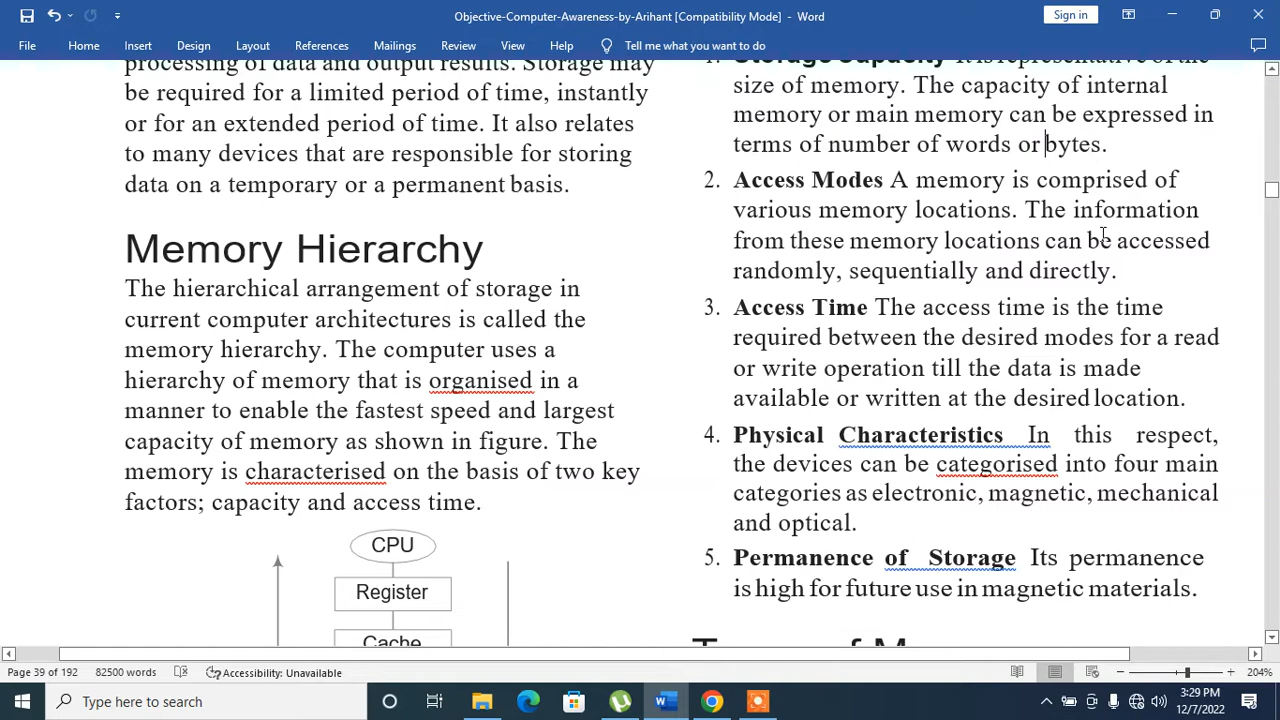 Objective-Computer-Awareness-by-Arihant [Compatibility Mode] - Word
Sign in
File Home Insert Design Layout References Mailings Review View Help Tell me what you want to do
processing of data and output results. Storage may
be required for a limited period of time, instantly
or for an extended period of time. It also relates
to many devices that are responsible for storing
data on a temporary or a permanent basis.
Memory Hierarchy
The hierarchical arrangement of storage in
current computer architectures is called the
memory hierarchy. The computer uses a
hierarchy of memory that is organised in a
manner to enable the fastest speed and largest
capacity of memory as shown in figure. The
memory is characterised on the basis of two key
factors; capacity and access time.
CPU
Register
Cache
1. Storage Capacity It is representative of the
size of memory. The capacity of internal
memory or main memory can be expressed in
terms of number of words or bytes.
2. Access Modes A memory is comprised of
various memory locations. The information
from these memory locations can be accessed
randomly, sequentially and directly.
3. Access Time The access time is the time
required between the desired modes for a read
or write operation till the data is made
available or written at the desired location.
4. Physical Characteristics In this respect,
the devices can be categorised into four main
categories as electronic, magnetic, mechanical
and optical.
5. Permanence of Storage Its permanence
is high for future use in magnetic materials.
Page 39 of 192 82500 words Accessibility: Unavailable 204%
Type here to search
3:29 PM
12/7/2022